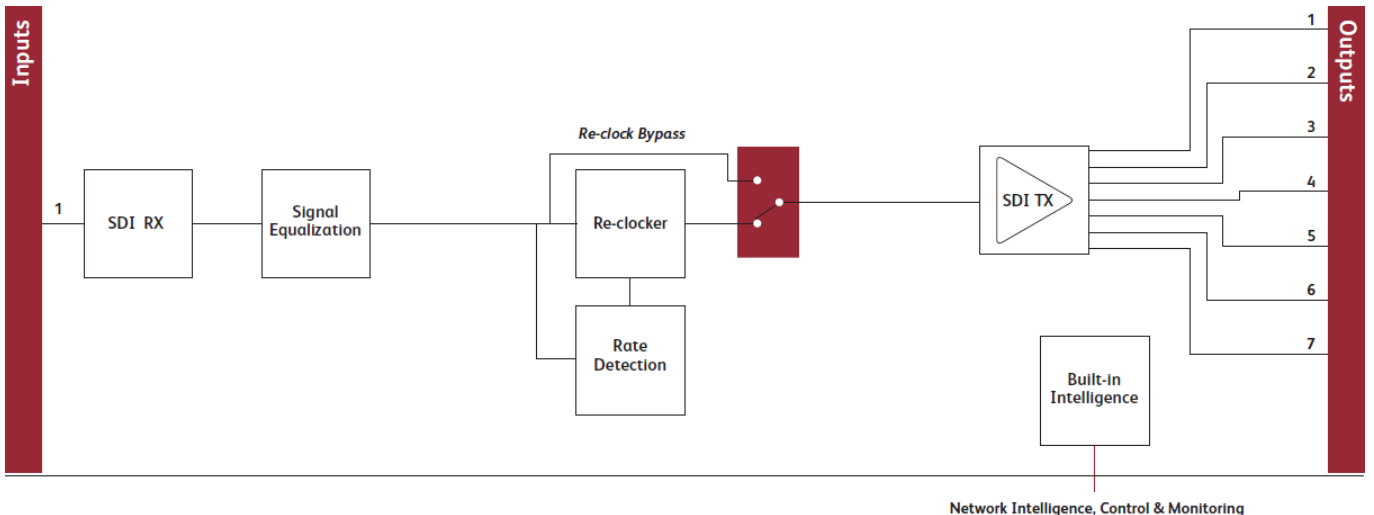 Inputs
1
SDI RX
Signal
Equalization
Re-clock Bypass
Re-clocker
Rate
Detection
SDI TX
1
2
3
4
5
6
7
Outputs
Built-in
Intelligence
Network Intelligence, Control & Monitoring